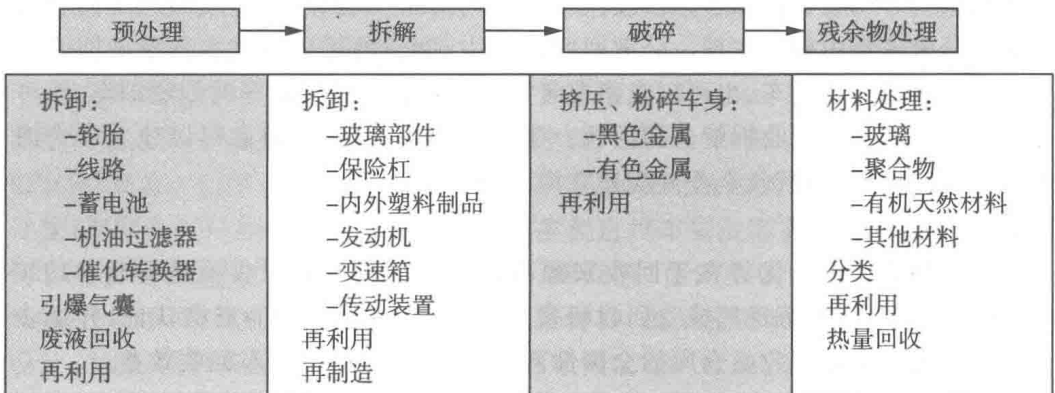 预处理
拆解
破碎
残余物处理
拆卸：
–轮胎
–线路
–蓄电池
–机油过滤器
–催化转换器
引爆气囊
废液回收
再利用
拆卸：
–玻璃部件
–保险杠
–内外塑料制品
–发动机
–变速箱
–传动装置
再利用
再制造
挤压、粉碎车身：
–黑色金属
–有色金属
再利用
材料处理：
–玻璃
–聚合物
–有机天然材料
–其他材料
分类
再利用
热量回收